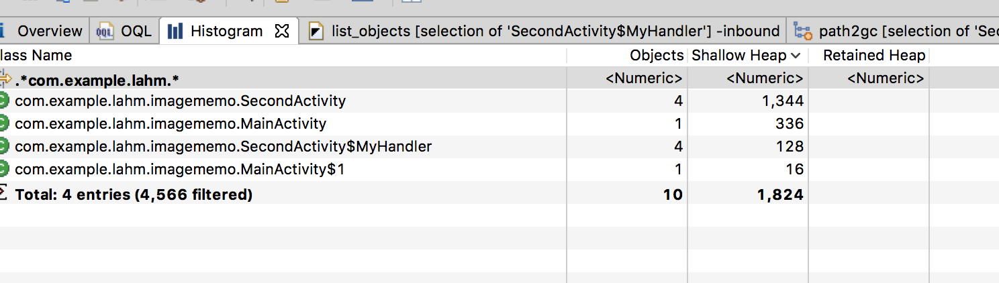 Overview OQL Histogram list_objects [selection of 'SecondActivity$MyHandler'] -inbound path2gc [selection of 'Sec
lass Name Objects Shallow Heap Retained Heap
.*com.example.lahm.* <Numeric> <Numeric> <Numeric>
com.example.lahm.imagememo.SecondActivity 4 1,344
com.example.lahm.imagememo.MainActivity 1 336
com.example.lahm.imagememo.SecondActivity$MyHandler 4 128
com.example.lahm.imagememo.MainActivity$1 1 16
Total: 4 entries (4,566 filtered) 10 1,824